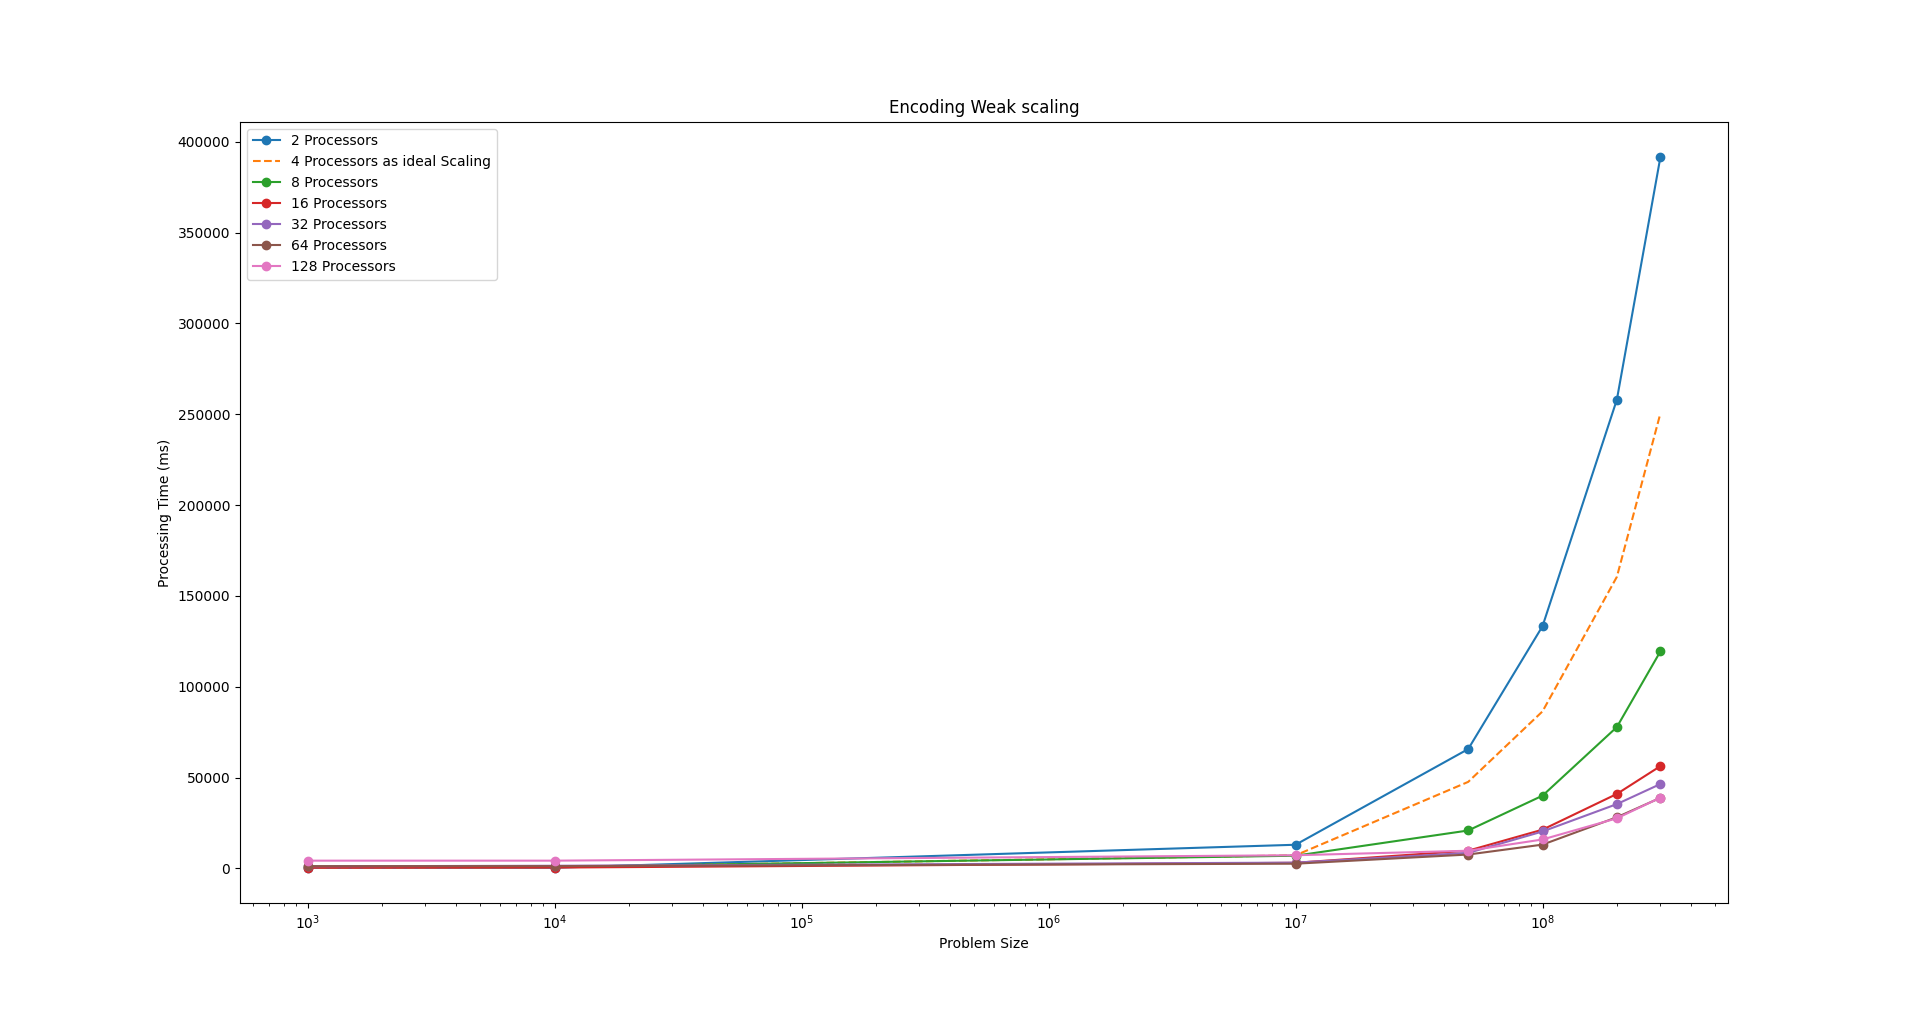 Encoding Weak scaling
2 Processors
4 Processors as ideal Scaling
8 Processors
16 Processors
32 Processors
64 Processors
128 Processors
400000
350000
300000
250000
200000
150000
100000
50000
0
Processing Time (ms)
10³ 10⁴ 10⁵ 10⁶ 10⁷ 10⁸
Problem Size